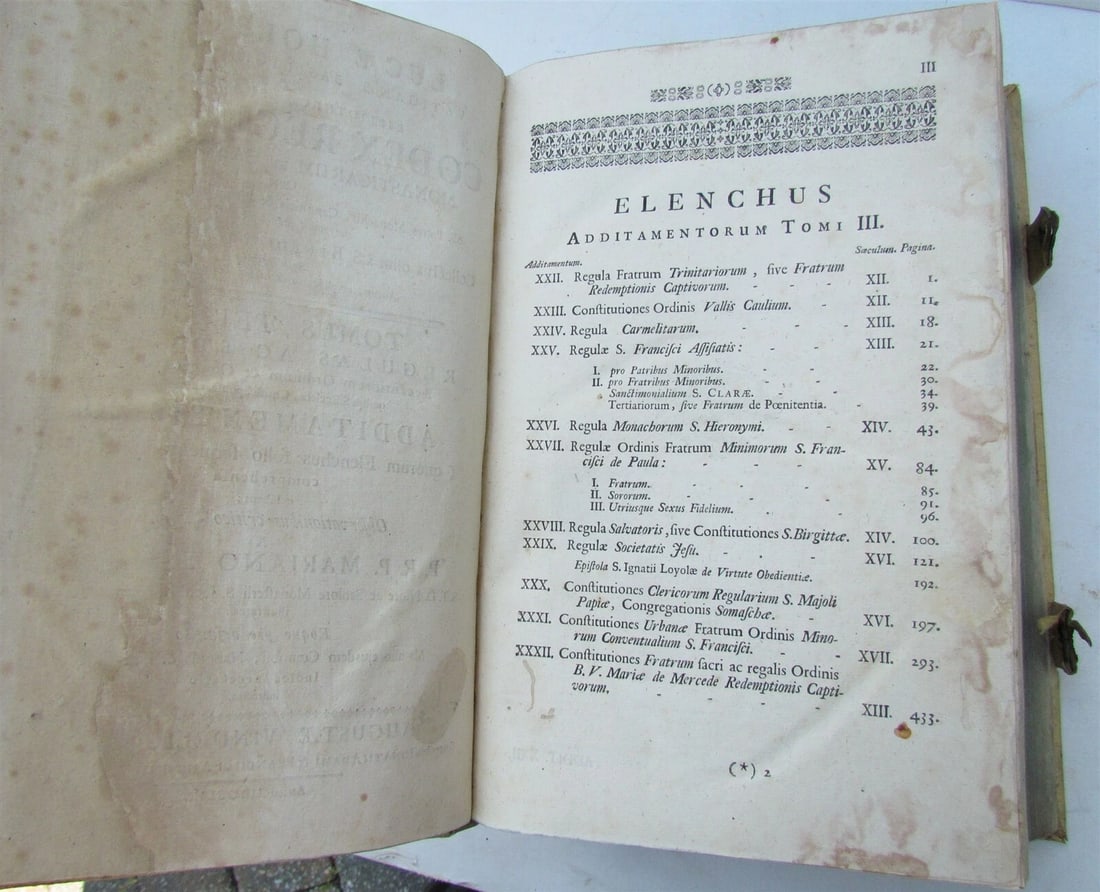 III
ELENCHUS
ADDITAMENTORUM TOMI III.
Additamentum. Sæculum. Pagina.
XXII. Regula Fratrum Trinitariorum, ſive Fratrum
Redemptionis Captivorum. - - XII. 1.
XXIII. Conſtitutiones Ordinis Vallis Caulium. - XII. 11.
XXIV. Regula Carmelitarum. - - - XIII. 18.
XXV. Regulæ S. Franciſci Aſſiſiatis: - - XIII. 21.
I. pro Patribus Minoribus. - - 22.
II. pro Fratribus Minoribus. - - 30.
Sanctimonialium S. CLARÆ. - - 34.
Tertiariorum, ſive Fratrum de Pœnitentia. - 39.
XXVI. Regula Monachorum S. Hieronymi. - - XIV. 43.
XXVII. Regulæ Ordinis Fratrum Minimorum S. Fran-
ciſci de Paula: - - - - XV. 84.
I. Fratrum. - - - 85.
II. Sororum. - - - 91.
III. Utriusque Sexus Fidelium. - - 96.
XXVIII. Regula Salvatoris, ſive Conſtitutiones S. Birgittæ. XIV. 100.
XXIX. Regulæ Societatis Jeſu. - - - XVI. 121.
Epiſtola S. Ignatii Loyolæ de Virtute Obedientiæ. 192.
XXX. Conſtitutiones Clericorum Regularium S. Majoli
Papiæ, Congregationis Somaſchæ. - - XVI. 197.
XXXI. Conſtitutiones Urbanæ Fratrum Ordinis Mino-
rum Conventualium S. Franciſci. - - XVII. 293.
XXXII. Conſtitutiones Fratrum ſacri ac regalis Ordinis
B. V. Mariæ de Mercede Redemptionis Capti-
vorum. - - - - XIII. 433.
(*) 2